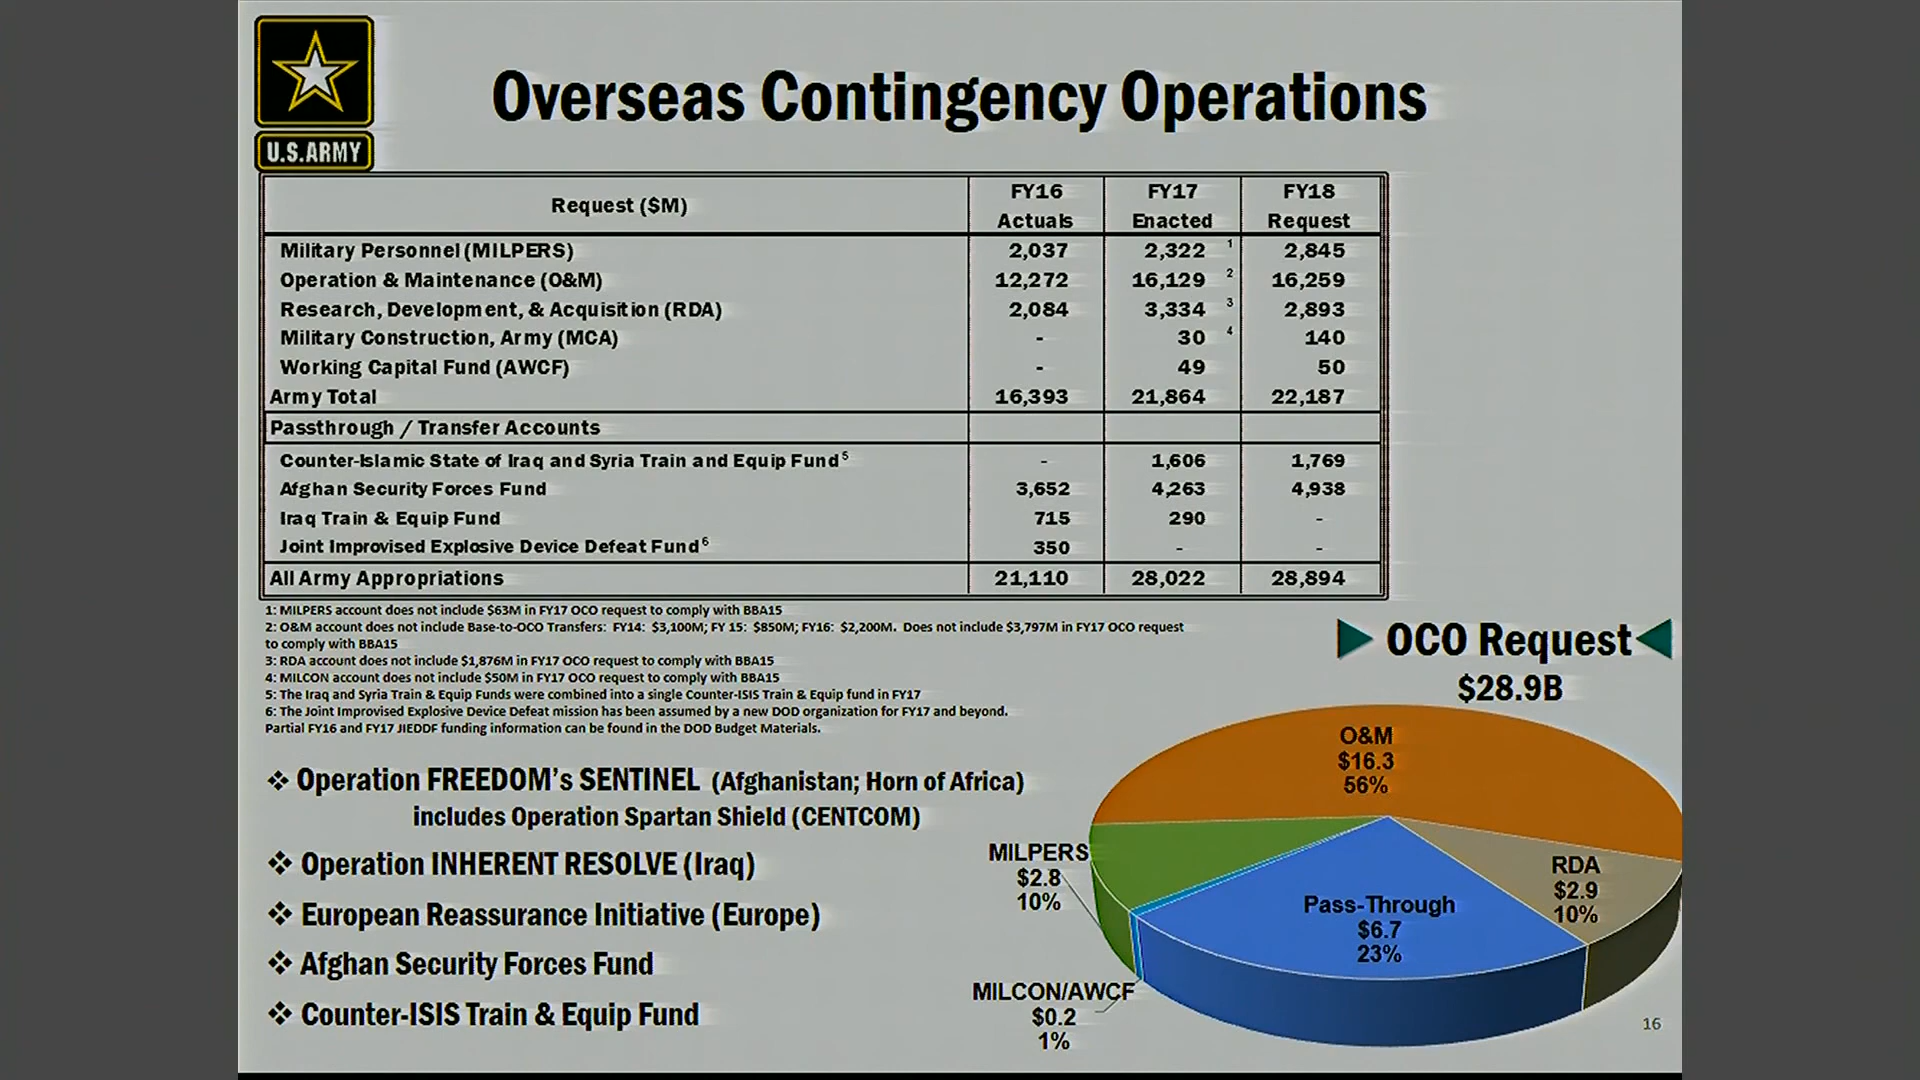 U.S.ARMY
Overseas Contingency Operations
Request ($M) FY16 Actuals FY17 Enacted FY18 Request
Military Personnel (MILPERS) 2,037 2,322 1 2,845
Operation & Maintenance (O&M) 12,272 16,129 2 16,259
Research, Development, & Acquisition (RDA) 2,084 3,334 3 2,893
Military Construction, Army (MCA) - 30 4 140
Working Capital Fund (AWCF) - 49 50
Army Total 16,393 21,864 22,187
Passthrough / Transfer Accounts
Counter-Islamic State of Iraq and Syria Train and Equip Fund 5 - 1,606 1,769
Afghan Security Forces Fund 3,652 4,263 4,938
Iraq Train & Equip Fund 715 290 -
Joint Improvised Explosive Device Defeat Fund 6 350 - -
All Army Appropriations 21,110 28,022 28,894
1: MILPERS account does not include $63M in FY17 OCO request to comply with BBA15
2: O&M account does not include Base-to-OCO Transfers: FY14: $3,100M; FY 15: $850M; FY16: $2,200M. Does not include $3,797M in FY17 OCO request
to comply with BBA15
3: RDA account does not include $1,876M in FY17 OCO request to comply with BBA15
4: MILCON account does not include $50M in FY17 OCO request to comply with BBA15
5: The Iraq and Syria Train & Equip Funds were combined into a single Counter-ISIS Train & Equip fund in FY17
6: The Joint Improvised Explosive Device Defeat mission has been assumed by a new DOD organization for FY17 and beyond.
Partial FY16 and FY17 JIEDDF funding information can be found in the DOD Budget Materials.
❖ Operation FREEDOM's SENTINEL (Afghanistan; Horn of Africa)
includes Operation Spartan Shield (CENTCOM)
❖ Operation INHERENT RESOLVE (Iraq)
❖ European Reassurance Initiative (Europe)
❖ Afghan Security Forces Fund
❖ Counter-ISIS Train & Equip Fund
OCO Request
$28.9B
O&M
$16.3
56%
MILPERS
$2.8
10%
RDA
$2.9
10%
Pass-Through
$6.7
23%
MILCON/AWCF
$0.2
1%
16